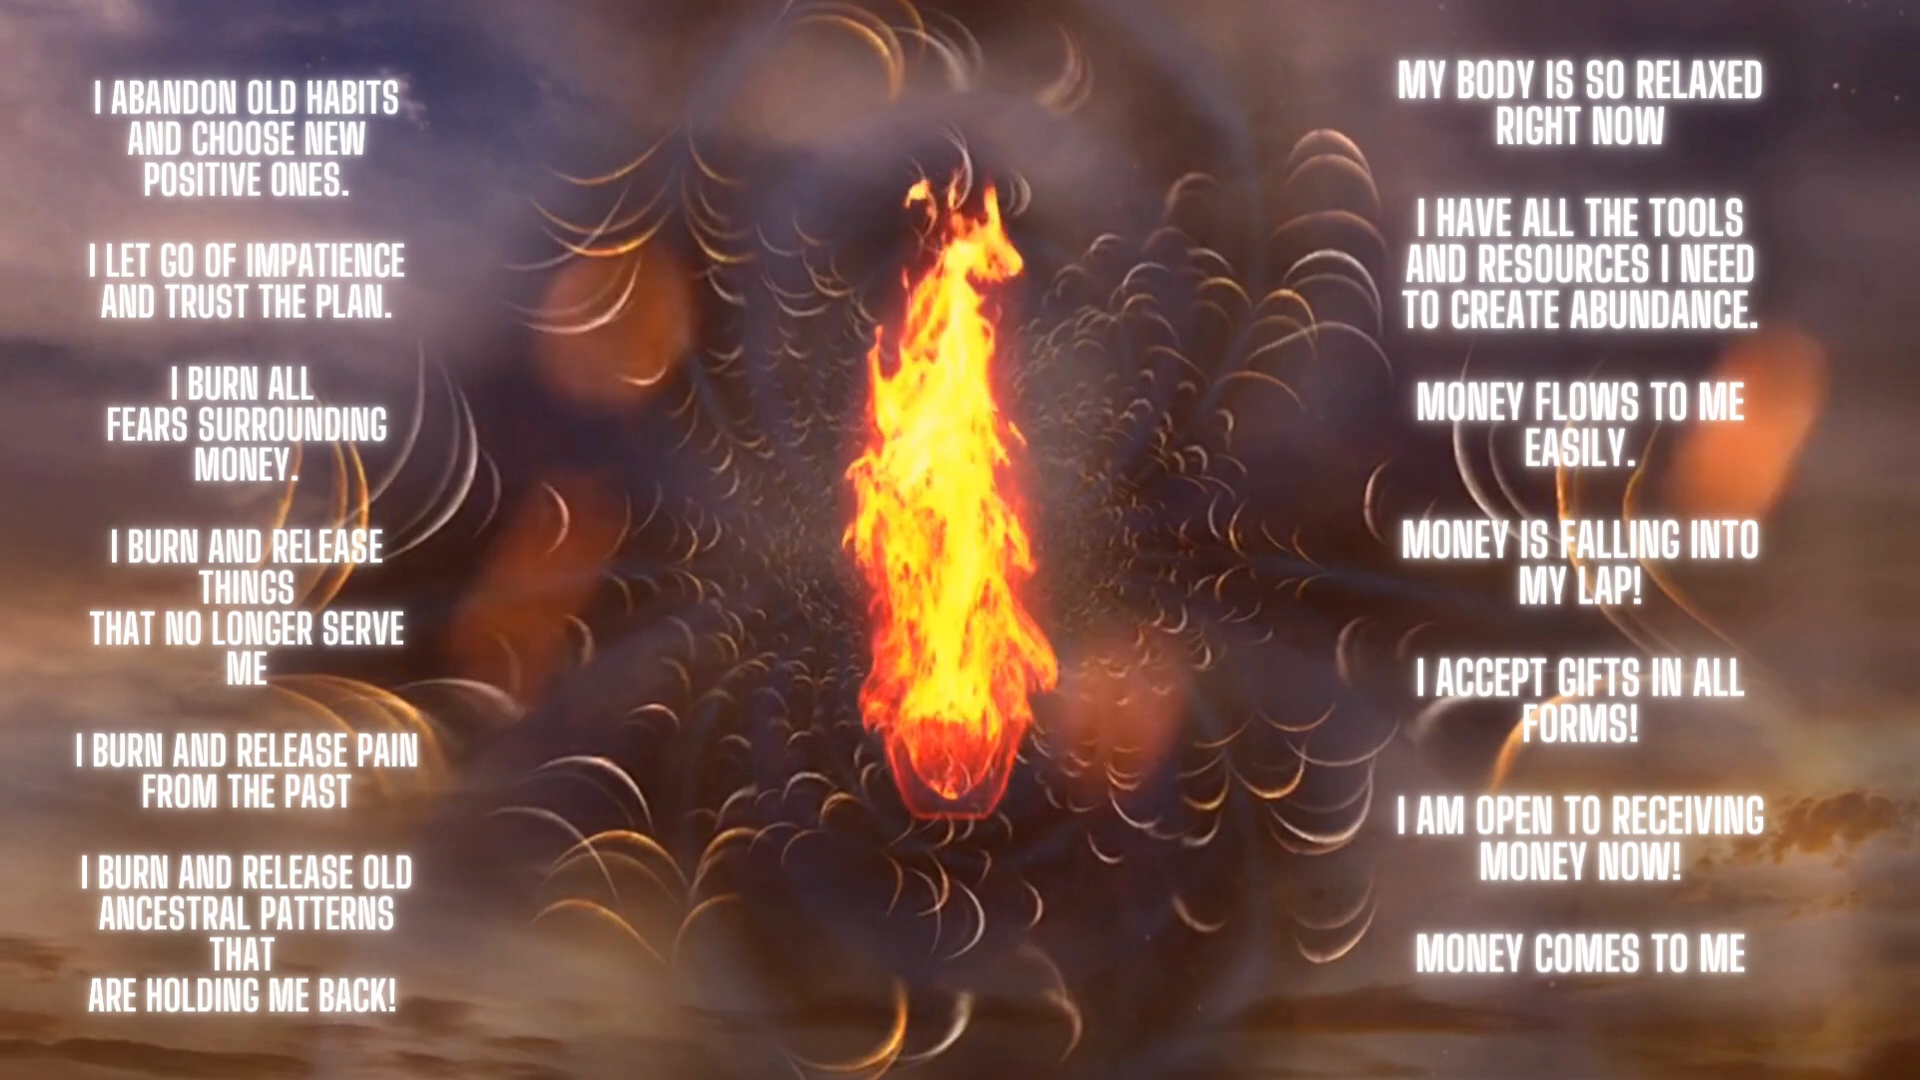 I ABANDON OLD HABITS
AND CHOOSE NEW
POSITIVE ONES.
I LET GO OF IMPATIENCE
AND TRUST THE PLAN.
I BURN ALL
FEARS SURROUNDING
MONEY.
I BURN AND RELEASE
THINGS
THAT NO LONGER SERVE
ME
I BURN AND RELEASE PAIN
FROM THE PAST
I BURN AND RELEASE OLD
ANCESTRAL PATTERNS
THAT
ARE HOLDING ME BACK!
MY BODY IS SO RELAXED
RIGHT NOW
I HAVE ALL THE TOOLS
AND RESOURCES I NEED
TO CREATE ABUNDANCE.
MONEY FLOWS TO ME
EASILY.
MONEY IS FALLING INTO
MY LAP!
I ACCEPT GIFTS IN ALL
FORMS!
I AM OPEN TO RECEIVING
MONEY NOW!
MONEY COMES TO ME